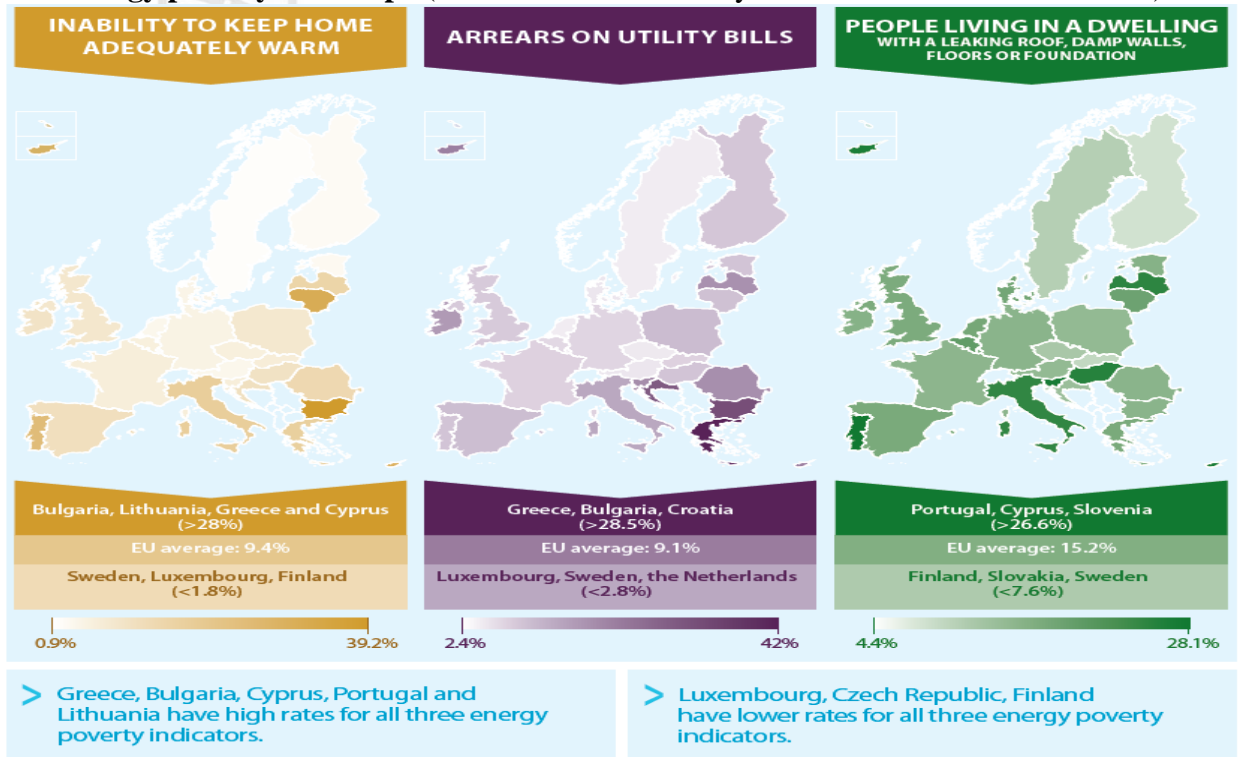 INABILITY TO KEEP HOME
ADEQUATELY WARM
Bulgaria, Lithuania, Greece and Cyprus
(>28%)
EU average: 9.4%
Sweden, Luxembourg, Finland
(<1.8%)
0.9% 39.2%
ARREARS ON UTILITY BILLS
Greece, Bulgaria, Croatia
(>28.5%)
EU average: 9.1%
Luxembourg, Sweden, the Netherlands
(<2.8%)
2.4% 42%
PEOPLE LIVING IN A DWELLING
WITH A LEAKING ROOF, DAMP WALLS,
FLOORS OR FOUNDATION
Portugal, Cyprus, Slovenia
(>26.6%)
EU average: 15.2%
Finland, Slovakia, Sweden
(<7.6%)
4.4% 28.1%
> Greece, Bulgaria, Cyprus, Portugal and
Lithuania have high rates for all three energy
poverty indicators.
> Luxembourg, Czech Republic, Finland
have lower rates for all three energy poverty
indicators.